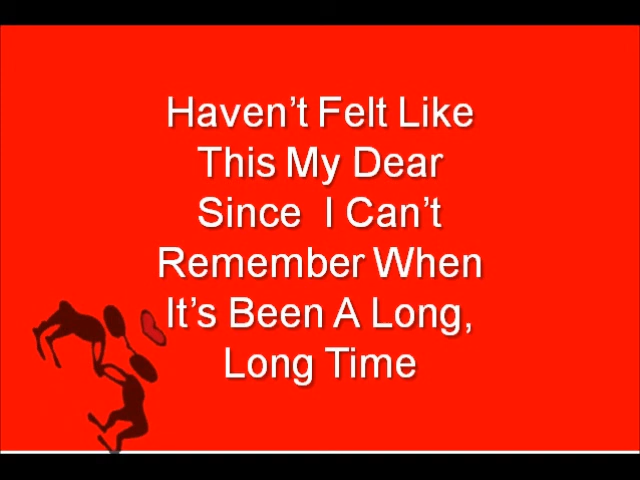 Haven’t Felt Like
This My Dear
Since  I Can’t
Remember When
It’s Been A Long,
Long Time